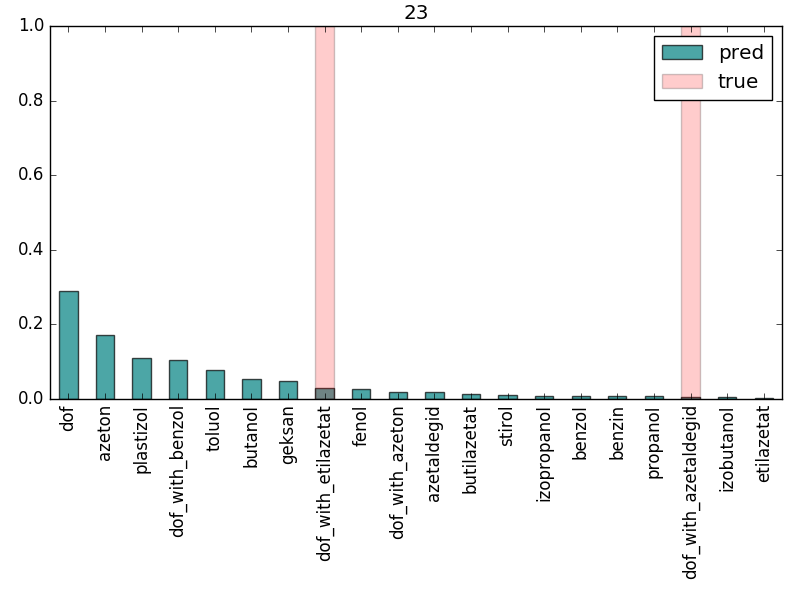 23
1.0
0.8
0.6
0.4
0.2
0.0
pred
true
dof
azeton
plastizol
dof_with_benzol
toluol
butanol
geksan
dof_with_etilazetat
fenol
dof_with_azeton
azetaldegid
butilazetat
stirol
izopropanol
benzol
benzin
propanol
dof_with_azetaldegid
izobutanol
etilazetat